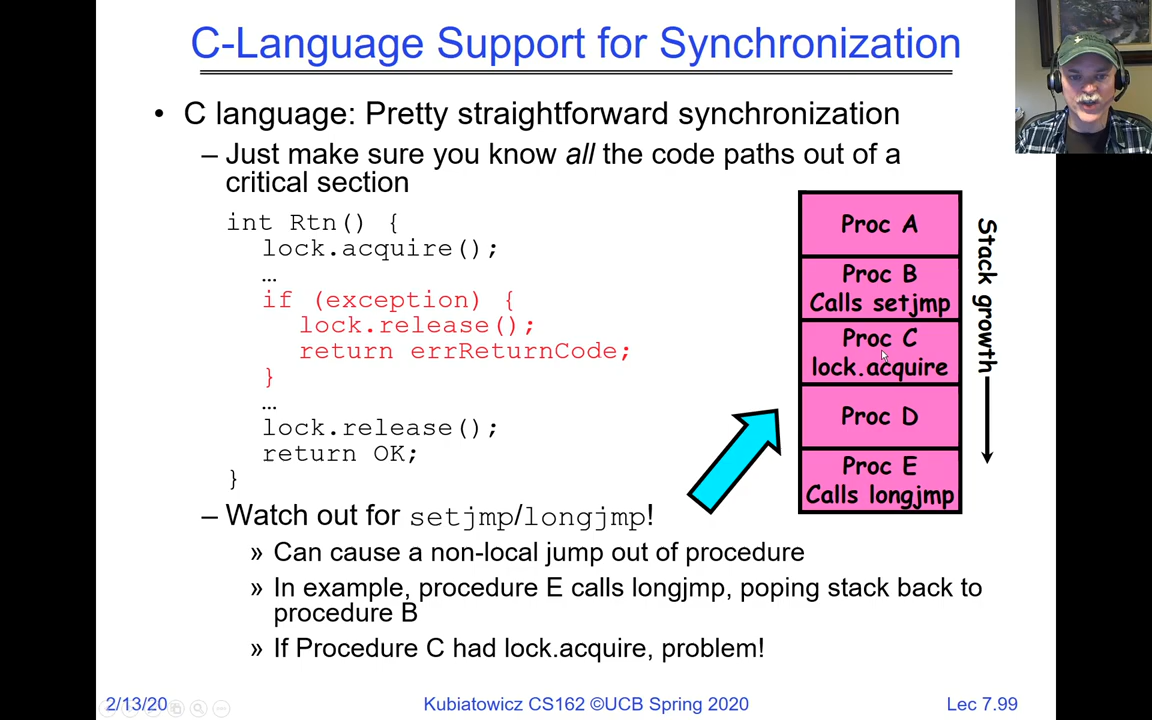 C-Language Support for Synchronization
• C language: Pretty straightforward synchronization
– Just make sure you know all the code paths out of a
critical section
int Rtn() {
lock.acquire();
…
if (exception) {
lock.release();
return errReturnCode;
}
…
lock.release();
return OK;
}
Proc A
Proc B
Calls setjmp
Proc C
lock.acquire
Proc D
Proc E
Calls longjmp
Stack growth
– Watch out for setjmp/longjmp!
» Can cause a non-local jump out of procedure
» In example, procedure E calls longjmp, poping stack back to
procedure B
» If Procedure C had lock.acquire, problem!
2/13/20
Kubiatowicz CS162 ©UCB Spring 2020
Lec 7.99